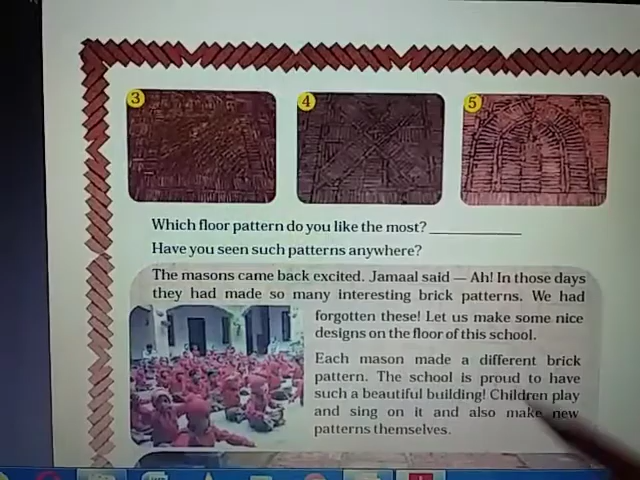 3
4
5
Which floor pattern do you like the most?
Have you seen such patterns anywhere?
The masons came back excited. Jamaal said — Ah! In those days
they had made so many interesting brick patterns. We had
forgotten these! Let us make some nice
designs on the floor of this school.
Each mason made a different brick
pattern. The school is proud to have
such a beautiful building! Children play
and sing on it and also make new
patterns themselves.